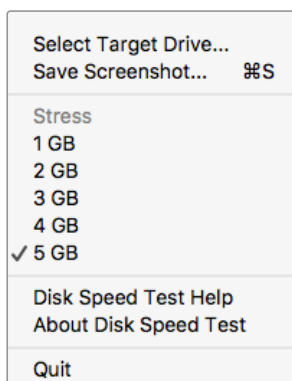 Select Target Drive...
Save Screenshot... ⌘S
Stress
1 GB
2 GB
3 GB
4 GB
✓ 5 GB
Disk Speed Test Help
About Disk Speed Test
Quit